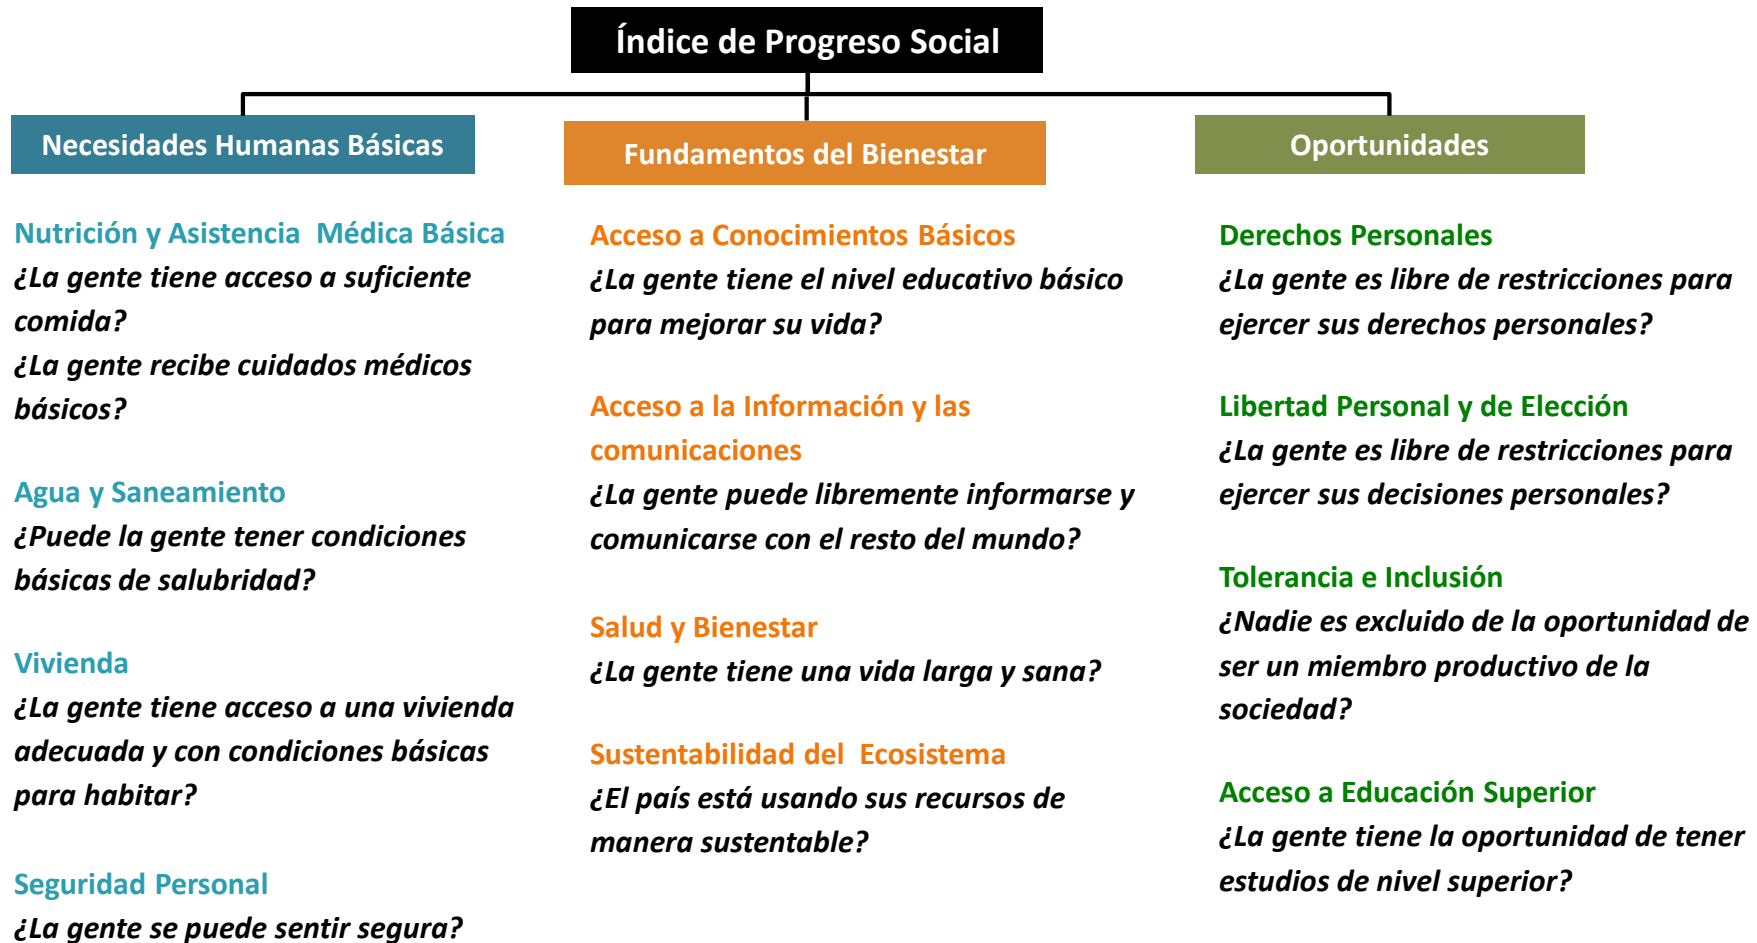 Índice de Progreso Social
Necesidades Humanas Básicas
Nutrición y Asistencia  Médica Básica
¿La gente tiene acceso a suficiente
comida?
¿La gente recibe cuidados médicos
básicos?
Agua y Saneamiento
¿Puede la gente tener condiciones
básicas de salubridad?
Vivienda
¿La gente tiene acceso a una vivienda
adecuada y con condiciones básicas
para habitar?
Seguridad Personal
¿La gente se puede sentir segura?
Fundamentos del Bienestar
Acceso a Conocimientos Básicos
¿La gente tiene el nivel educativo básico
para mejorar su vida?
Acceso a la Información y las
comunicaciones
¿La gente puede libremente informarse y
comunicarse con el resto del mundo?
Salud y Bienestar
¿La gente tiene una vida larga y sana?
Sustentabilidad del  Ecosistema
¿El país está usando sus recursos de
manera sustentable?
Oportunidades
Derechos Personales
¿La gente es libre de restricciones para
ejercer sus derechos personales?
Libertad Personal y de Elección
¿La gente es libre de restricciones para
ejercer sus decisiones personales?
Tolerancia e Inclusión
¿Nadie es excluido de la oportunidad de
ser un miembro productivo de la
sociedad?
Acceso a Educación Superior
¿La gente tiene la oportunidad de tener
estudios de nivel superior?